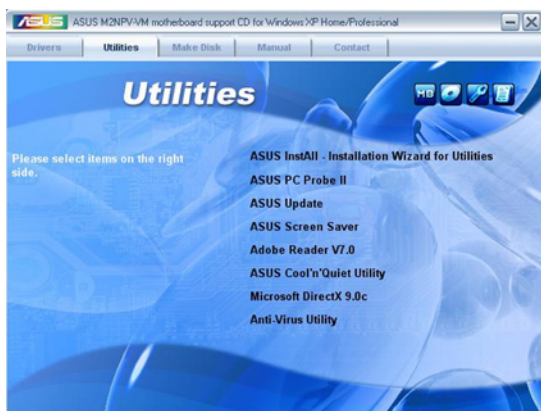 ASUS ASUS M2NPV-VM motherboard support CD for Windows XP Home/Professional
Drivers Utilities Make Disk Manual Contact
Utilities
MB
Please select items on the right
side.
ASUS InstAll - Installation Wizard for Utilities
ASUS PC Probe II
ASUS Update
ASUS Screen Saver
Adobe Reader V7.0
ASUS Cool'n'Quiet Utility
Microsoft DirectX 9.0c
Anti-Virus Utility